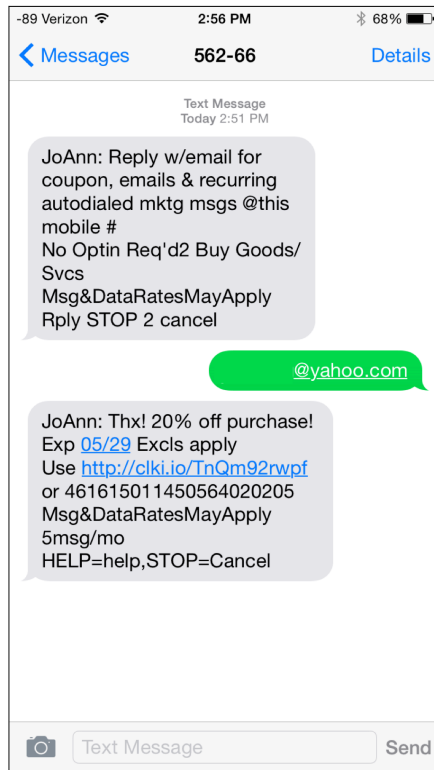 -89 Verizon 2:56 PM 68%
Messages 562-66 Details
Text Message
Today 2:51 PM
JoAnn: Reply w/email for
coupon, emails & recurring
autodialed mktg msgs @this
mobile #
No Optin Req'd2 Buy Goods/
Svcs
Msg&DataRatesMayApply
Rply STOP 2 cancel
@yahoo.com
JoAnn: Thx! 20% off purchase!
Exp 05/29 Excls apply
Use http://clki.io/TnQm92rwpf
or 461615011450564020205
Msg&DataRatesMayApply
5msg/mo
HELP=help,STOP=Cancel
Text Message Send